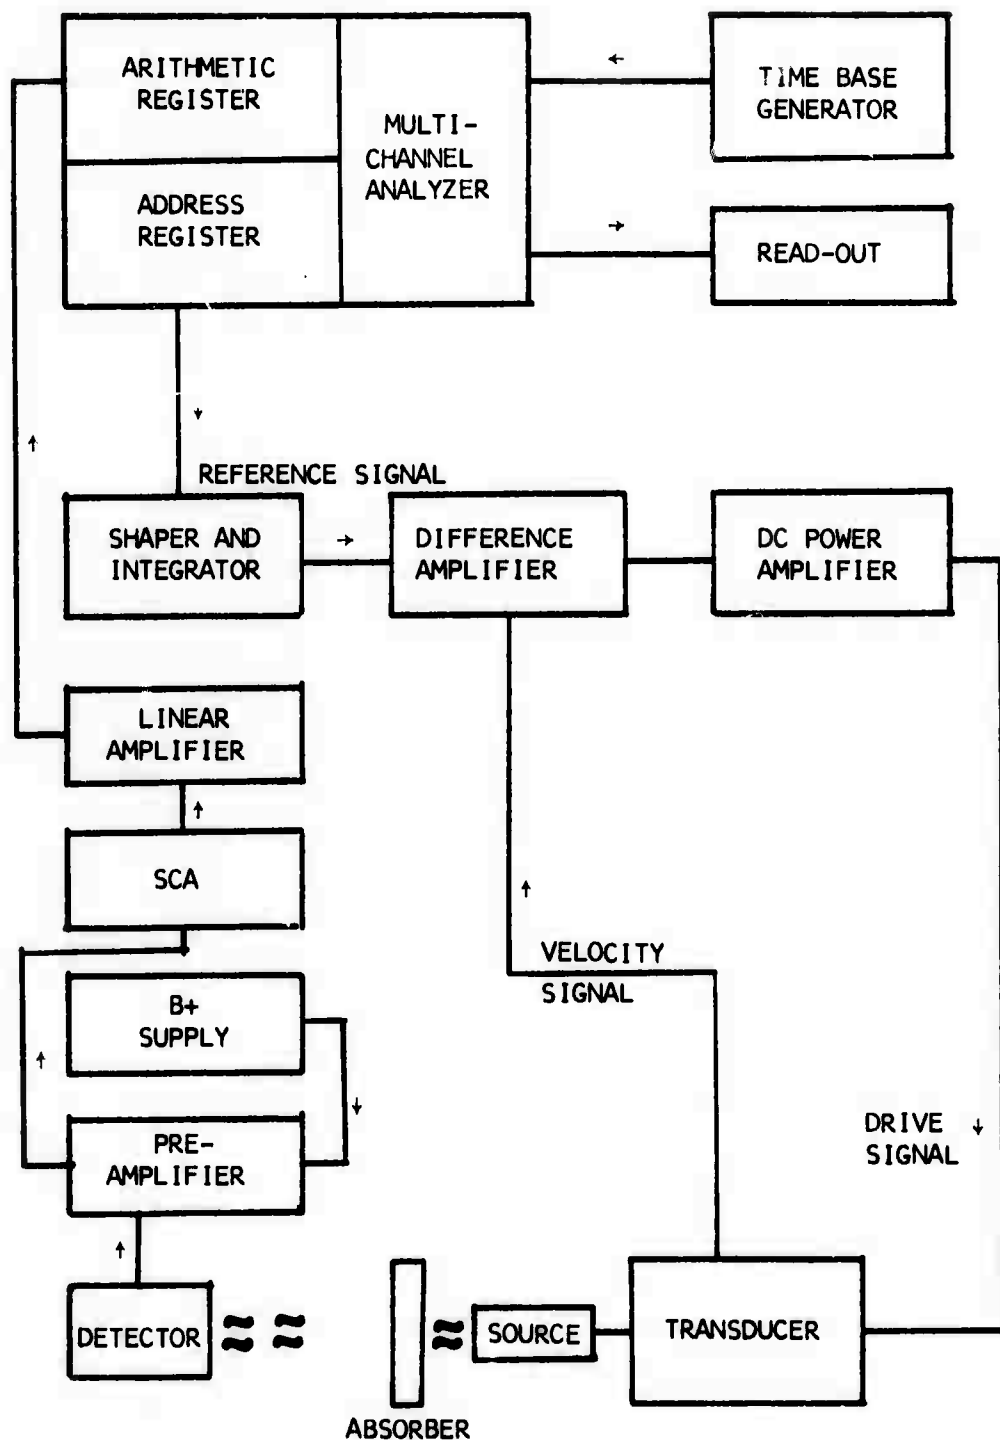 ARITHMETIC
REGISTER
MULTI-
CHANNEL
ANALYZER
TIME BASE
GENERATOR
ADDRESS
REGISTER
READ-OUT
REFERENCE SIGNAL
SHAPER AND
INTEGRATOR
DIFFERENCE
AMPLIFIER
DC POWER
AMPLIFIER
LINEAR
AMPLIFIER
SCA
VELOCITY
SIGNAL
B+
SUPPLY
DRIVE
SIGNAL
PRE-
AMPLIFIER
DETECTOR
SOURCE
TRANSDUCER
ABSORBER